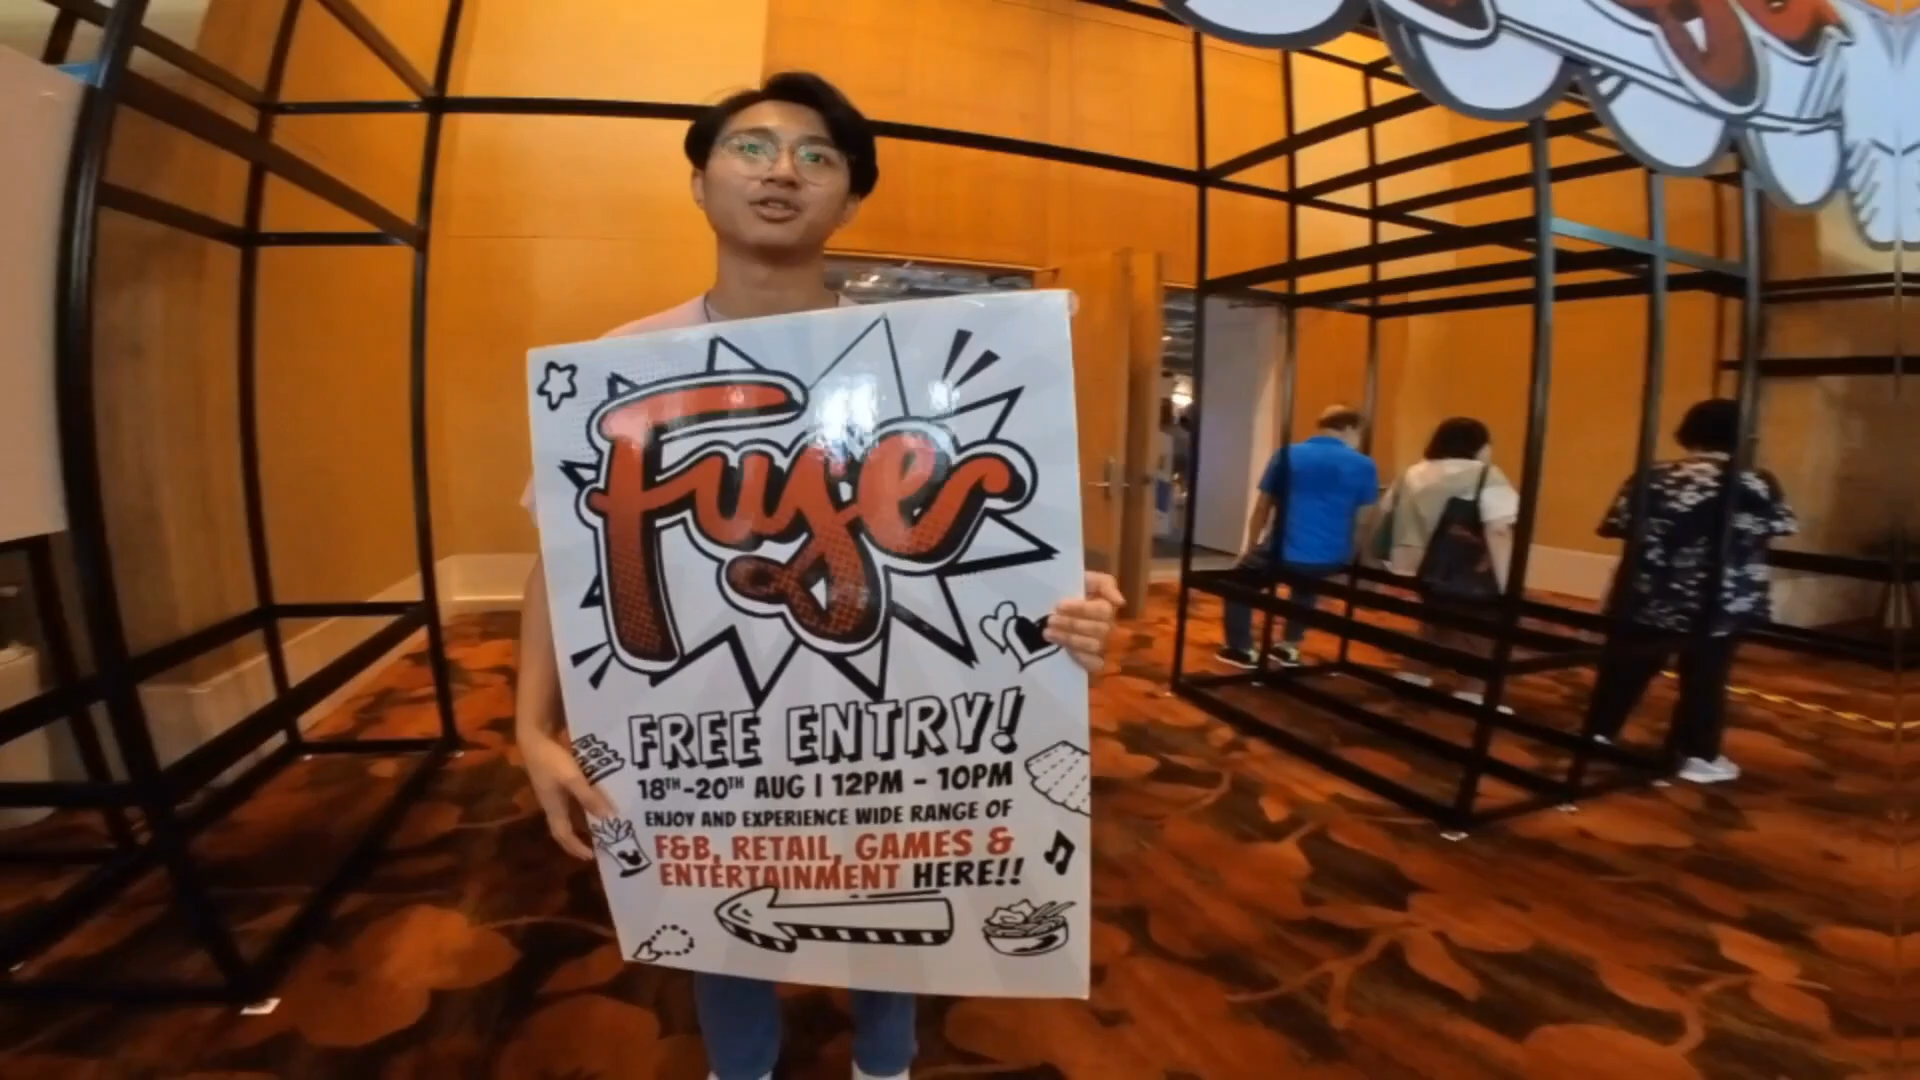 Fuse
FREE ENTRY!
18TH-20TH AUG | 12PM - 10PM
ENJOY AND EXPERIENCE WIDE RANGE OF
F&B, RETAIL, GAMES &
ENTERTAINMENT HERE!!